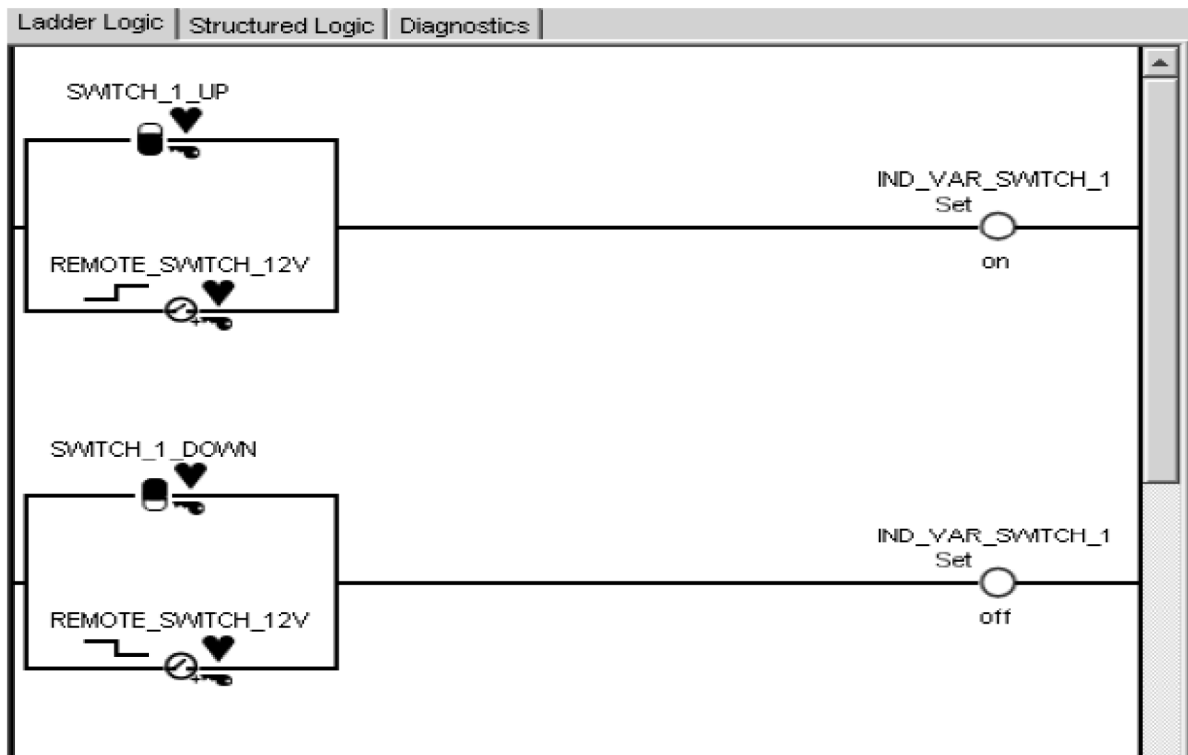 Ladder Logic Structured Logic Diagnostics
SWITCH_1_UP
IND_VAR_SWITCH_1
Set
on
REMOTE_SWITCH_12V
SWITCH_1_DOWN
IND_VAR_SWITCH_1
Set
off
REMOTE_SWITCH_12V